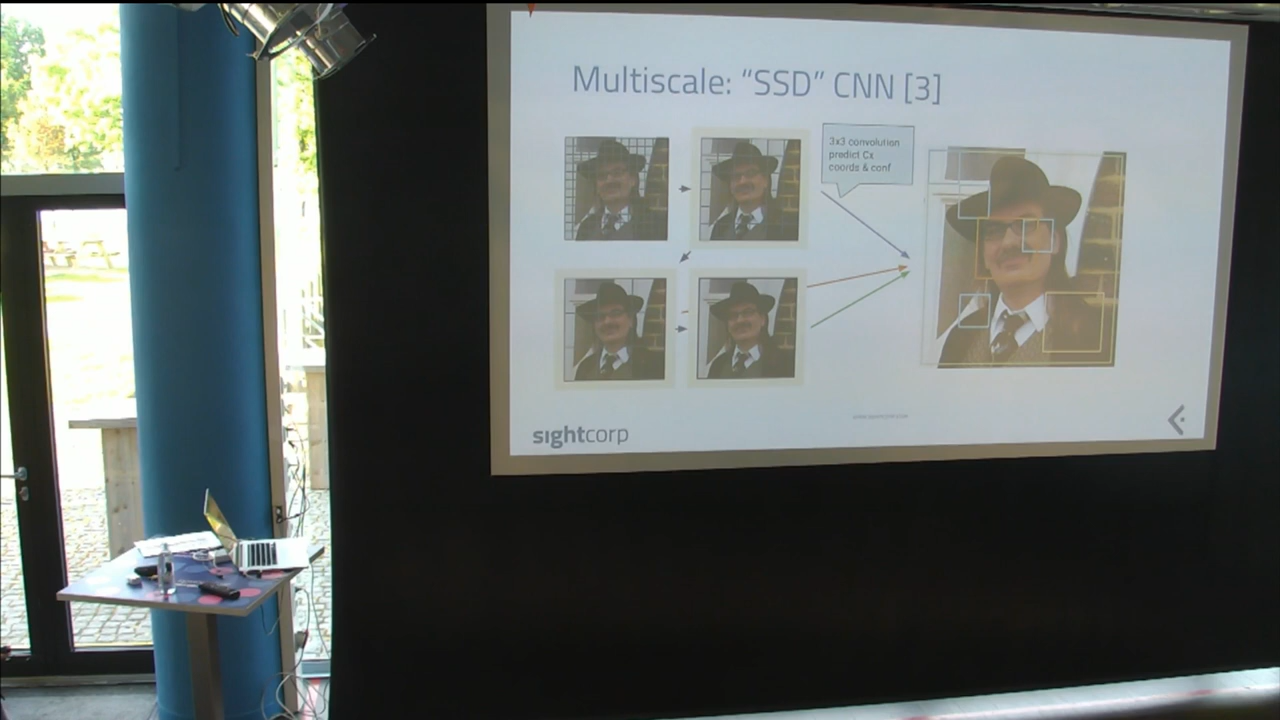 Multiscale: “SSD” CNN [3]
3x3 convolution
predict Cx
coords & conf
sightcorp